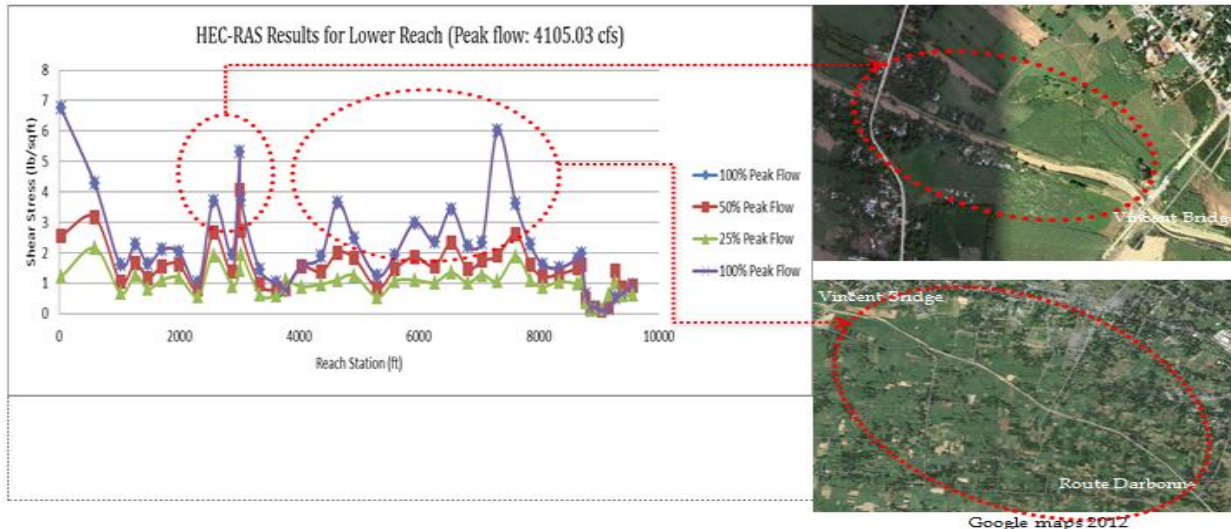 HEC-RAS Results for Lower Reach (Peak flow: 4105.03 cfs)
8
7
6
5
4
3
2
1
0
Shear Stress (lb/sqft)
0 2000 4000 6000 8000 10000
Reach Station (ft)
100% Peak Flow
50% Peak Flow
25% Peak Flow
100% Peak Flow
Vincent Bridge
Vincent Bridge
Route Darbonne
Google maps 2012